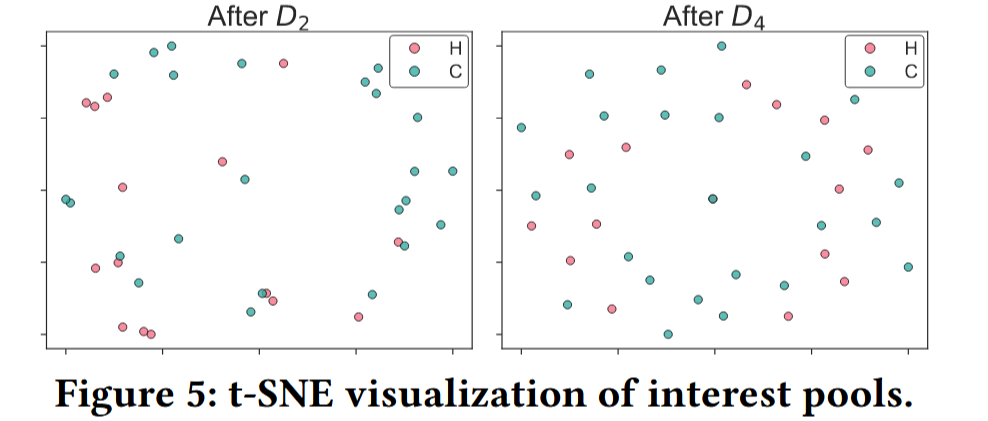 After D2
H
C
After D4
H
C
Figure 5: t-SNE visualization of interest pools.